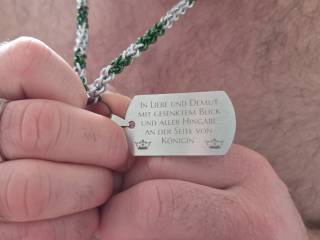 In Liebe und Demut
mit gesenktem Blick
und aller Hingabe
an der Seite von
Königin